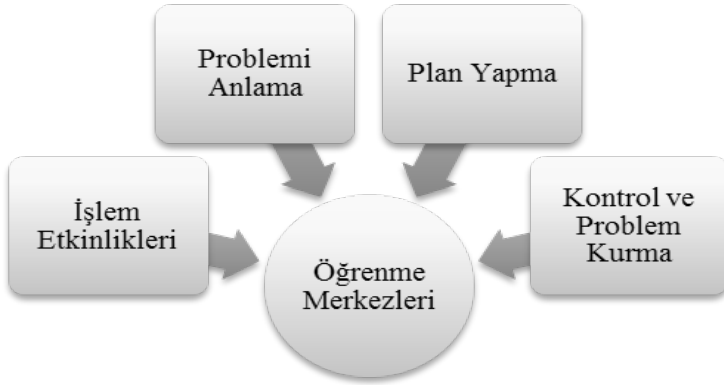 Problemi
Anlama
Plan Yapma
İşlem
Etkinlikleri
Kontrol ve
Problem
Kurma
Öğrenme
Merkezleri